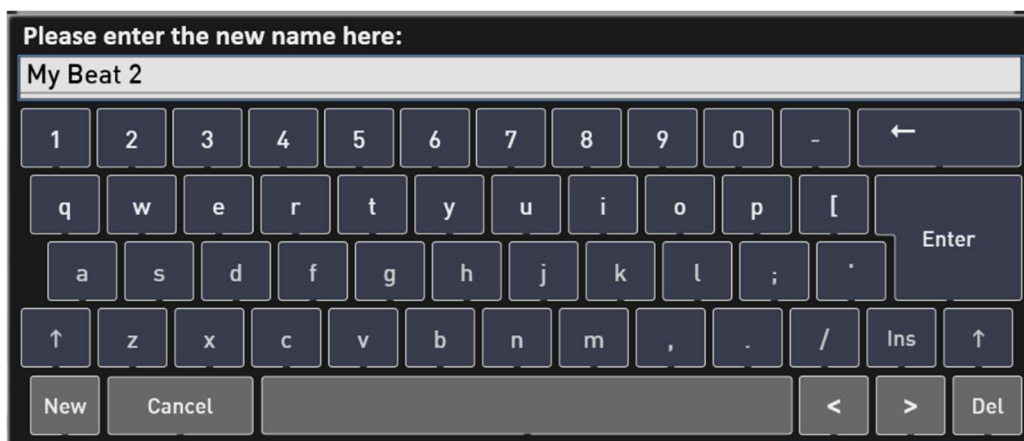 Please enter the new name here:
My Beat 2
1 2 3 4 5 6 7 8 9 0 - ←
q w e r t y u i o p [
Enter
a s d f g h j k l ; '
↑ z x c v b n m , . / Ins ↑
New Cancel < > Del